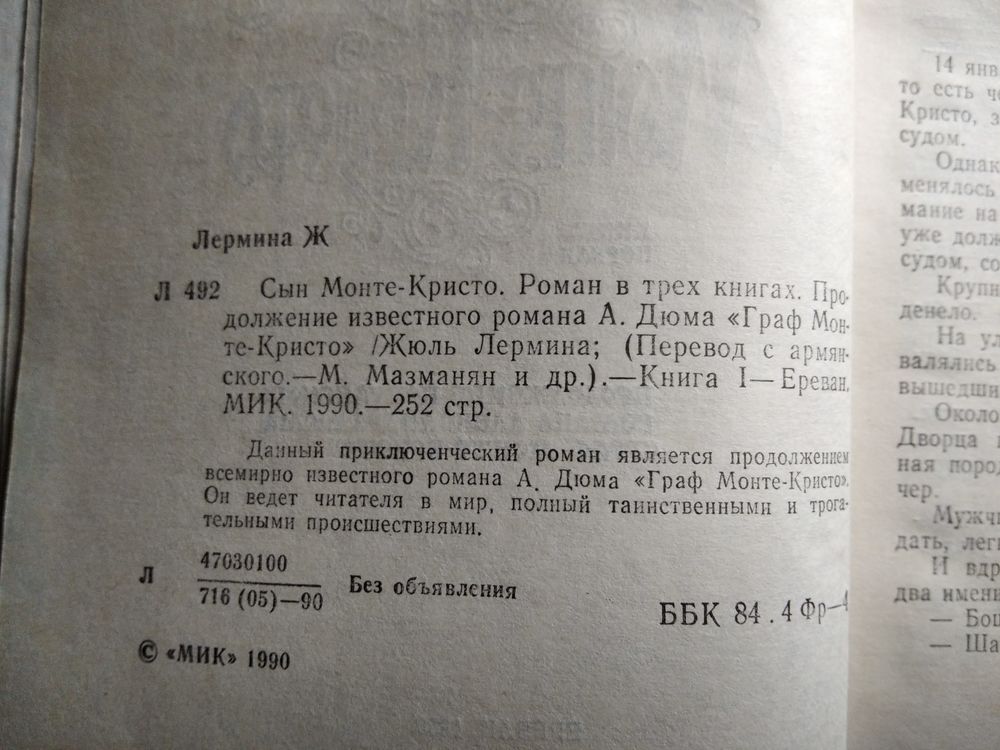 Лермина Ж
Л 492 Сын Монте-Кристо. Роман в трех книгах. Про-
должение известного романа А. Дюма «Граф Мон-
те-Кристо» /Жюль Лермина; (Перевод с армян-
ского.—М. Мазманян и др.).—Книга I—Ереван,
МИК. 1990.—252 стр.
Данный приключенческий роман является продолжением
всемирно известного романа А. Дюма «Граф Монте-Кристо».
Он ведет читателя в мир, полный таинственными и трога-
тельными происшествиями.
Л 47030100
716 (05)—90 Без объявления
ББК 84.4 Фр—4
© «МИК» 1990
14 янв
то есть
Кристо, з
судом.
Однак
менялось
мание на
уже долж
судом, со
Крупн
денело.
На ул
валялись
вышедши
Около
Дворца
ная поро
чер.
Мужч
дать, лег
И вдр
два имени
— Бош
— Ша